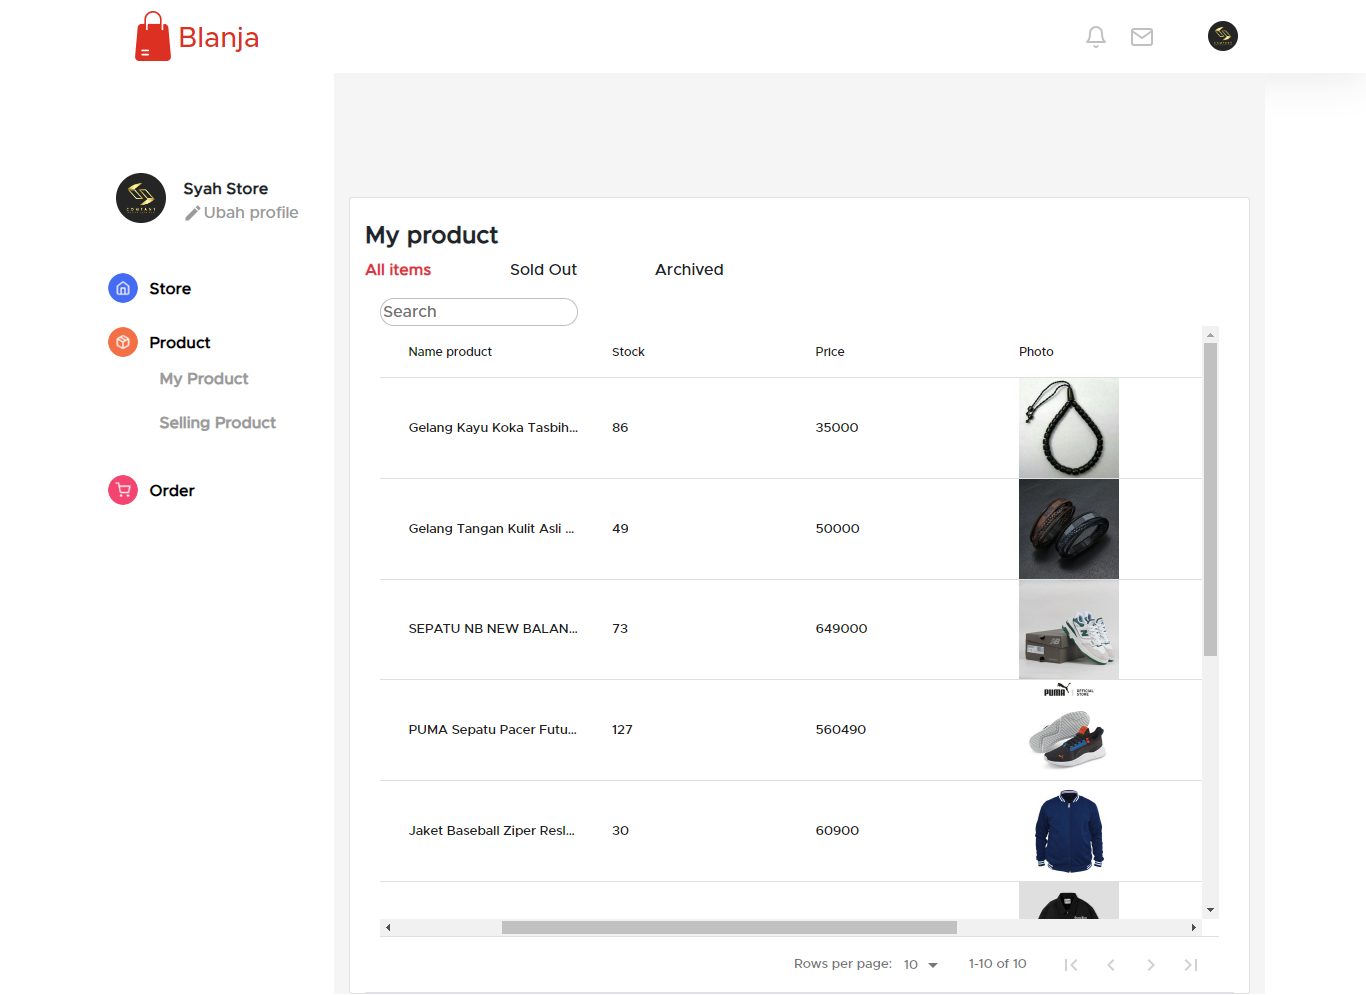 Blanja
Syah Store
Ubah profile
Store
Product
My Product
Selling Product
Order
My product
All items Sold Out Archived
Search
Name product Stock Price Photo
Gelang Kayu Koka Tasbih... 86 35000
Gelang Tangan Kulit Asli ... 49 50000
SEPATU NB NEW BALAN... 73 649000
PUMA OFFICIAL STORE
PUMA Sepatu Pacer Futu... 127 560490
Jaket Baseball Ziper Resl... 30 60900
Rows per page: 10 1-10 of 10